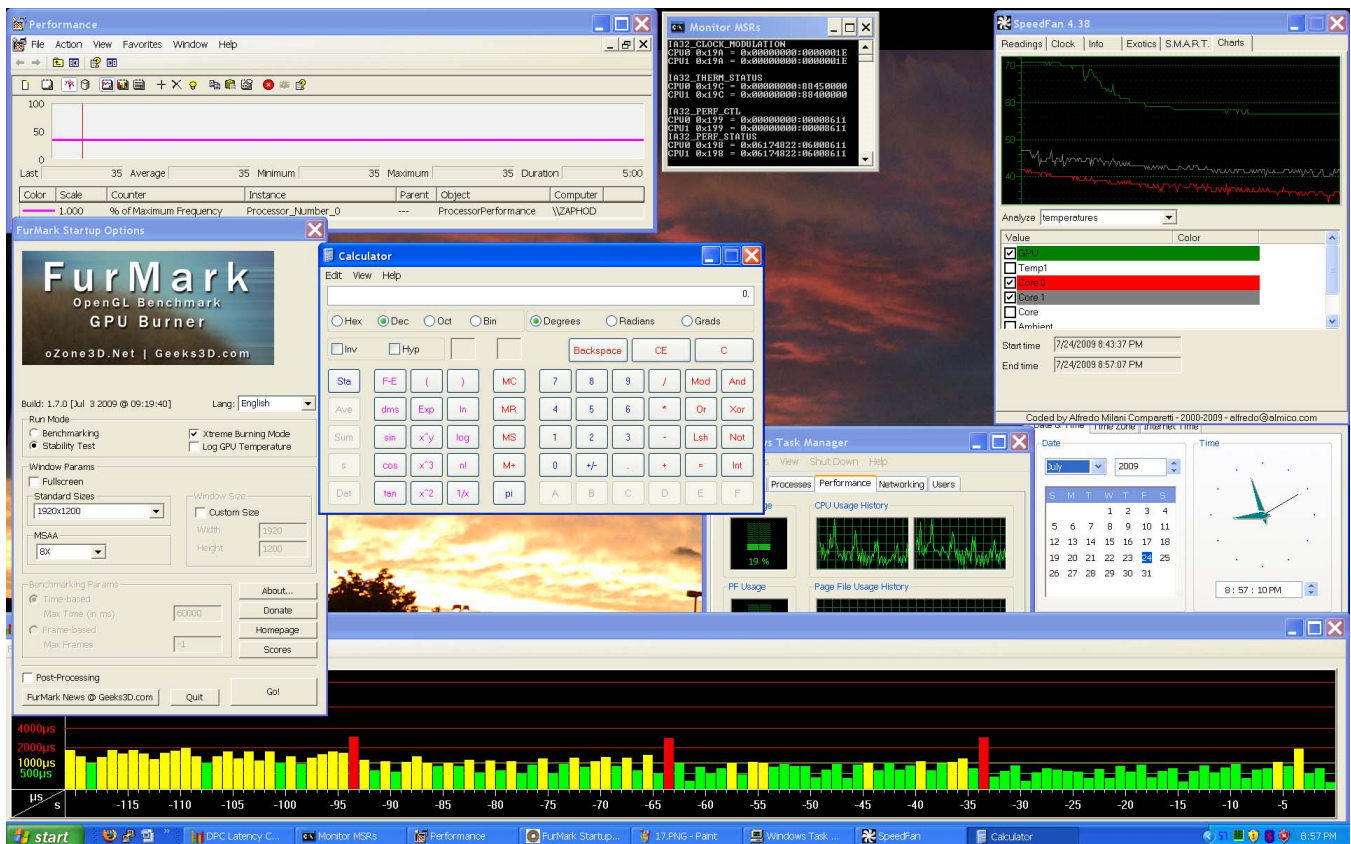 Performance
File Action View Favorites Window Help
100
50
0
Last 35 Average 35 Minimum 35 Maximum 35 Duration 5:00
Color Scale Counter Instance Parent Object Computer
1.000 % of Maximum Frequency Processor_Number_0 --- ProcessorPerformance \\ZAPHOD
Monitor MSRs
IA32_CLOCK_MODULATION
CPU0 0x19A = 0x00000000:0000001E
CPU1 0x19A = 0x00000000:0000001E
IA32_THERM_STATUS
CPU0 0x19C = 0x00000000:88450000
CPU1 0x19C = 0x00000000:88400000
IA32_PERF_CTL
CPU0 0x199 = 0x00000000:00008611
CPU1 0x199 = 0x00000000:00008611
IA32_PERF_STATUS
CPU0 0x198 = 0x06174822:06008611
CPU1 0x198 = 0x06174822:06008611
SpeedFan 4.38
Readings Clock Info Exotics S.M.A.R.T. Charts
70
60
50
40
Analyze temperatures
Value Color
GPU
Temp1
Core 0
Core 1
Core
Ambient
Start time 7/24/2009 8:43:37 PM
End time 7/24/2009 8:57:07 PM
Coded by Alfredo Milani Comparetti - 2000-2009 - alfredo@almico.com
FurMark Startup Options
FurMark
OpenGL Benchmark
GPU Burner
oZone3D.Net | Geeks3D.com
Build: 1.7.0 [Jul 3 2009 @ 09:19:40] Lang: English
Run Mode
Benchmarking
Xtreme Burning Mode
Stability Test
Log GPU Temperature
Window Params
Fullscreen
Standard Sizes
1920x1200
MSAA
8X
Window Size
Custom Size
Width 1920
Height 1200
Benchmarking Params
Time-based
Max Time (in ms) 60000
Frame-based
Max Frames -1
About...
Donate
Homepage
Scores
Post-Processing
FurMark News @ Geeks3D.com Quit Go!
Calculator
Edit View Help
0.
Hex Dec Oct Bin Degrees Radians Grads
Inv Hyp Backspace CE C
Sta F-E ( ) MC 7 8 9 / Mod And
Ave dms Exp ln MR 4 5 6 * Or Xor
Sum sin x^y log MS 1 2 3 - Lsh Not
s cos x^3 n! M+ 0 +/- . + = Int
Dat tan x^2 1/x pi A B C D E F
ws Task Manager
View Shut Down Help
Processes Performance Networking Users
CPU Usage History
19 %
PF Usage Page File Usage History
Date & Time Time Zone Internet Time
Date
July 2009
S M T W T F S
1 2 3 4
5 6 7 8 9 10 11
12 13 14 15 16 17 18
19 20 21 22 23 24 25
26 27 28 29 30 31
Time
8 : 57 : 10 PM
4000µs
2000µs
1000µs
500µs
µs s -115 -110 -105 -100 -95 -90 -85 -80 -75 -70 -65 -60 -55 -50 -45 -40 -35 -30 -25 -20 -15 -10 -5
start DPC Latency C... Monitor MSRs Performance FurMark Startup... 17.PNG - Paint Windows Task ... SpeedFan Calculator 8:57 PM